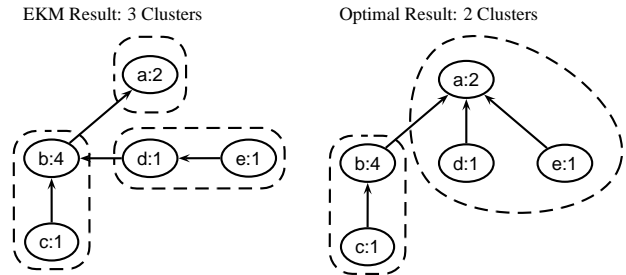 EKM Result: 3 Clusters
a:2
b:4
d:1
e:1
c:1
Optimal Result: 2 Clusters
a:2
b:4
d:1
e:1
c:1